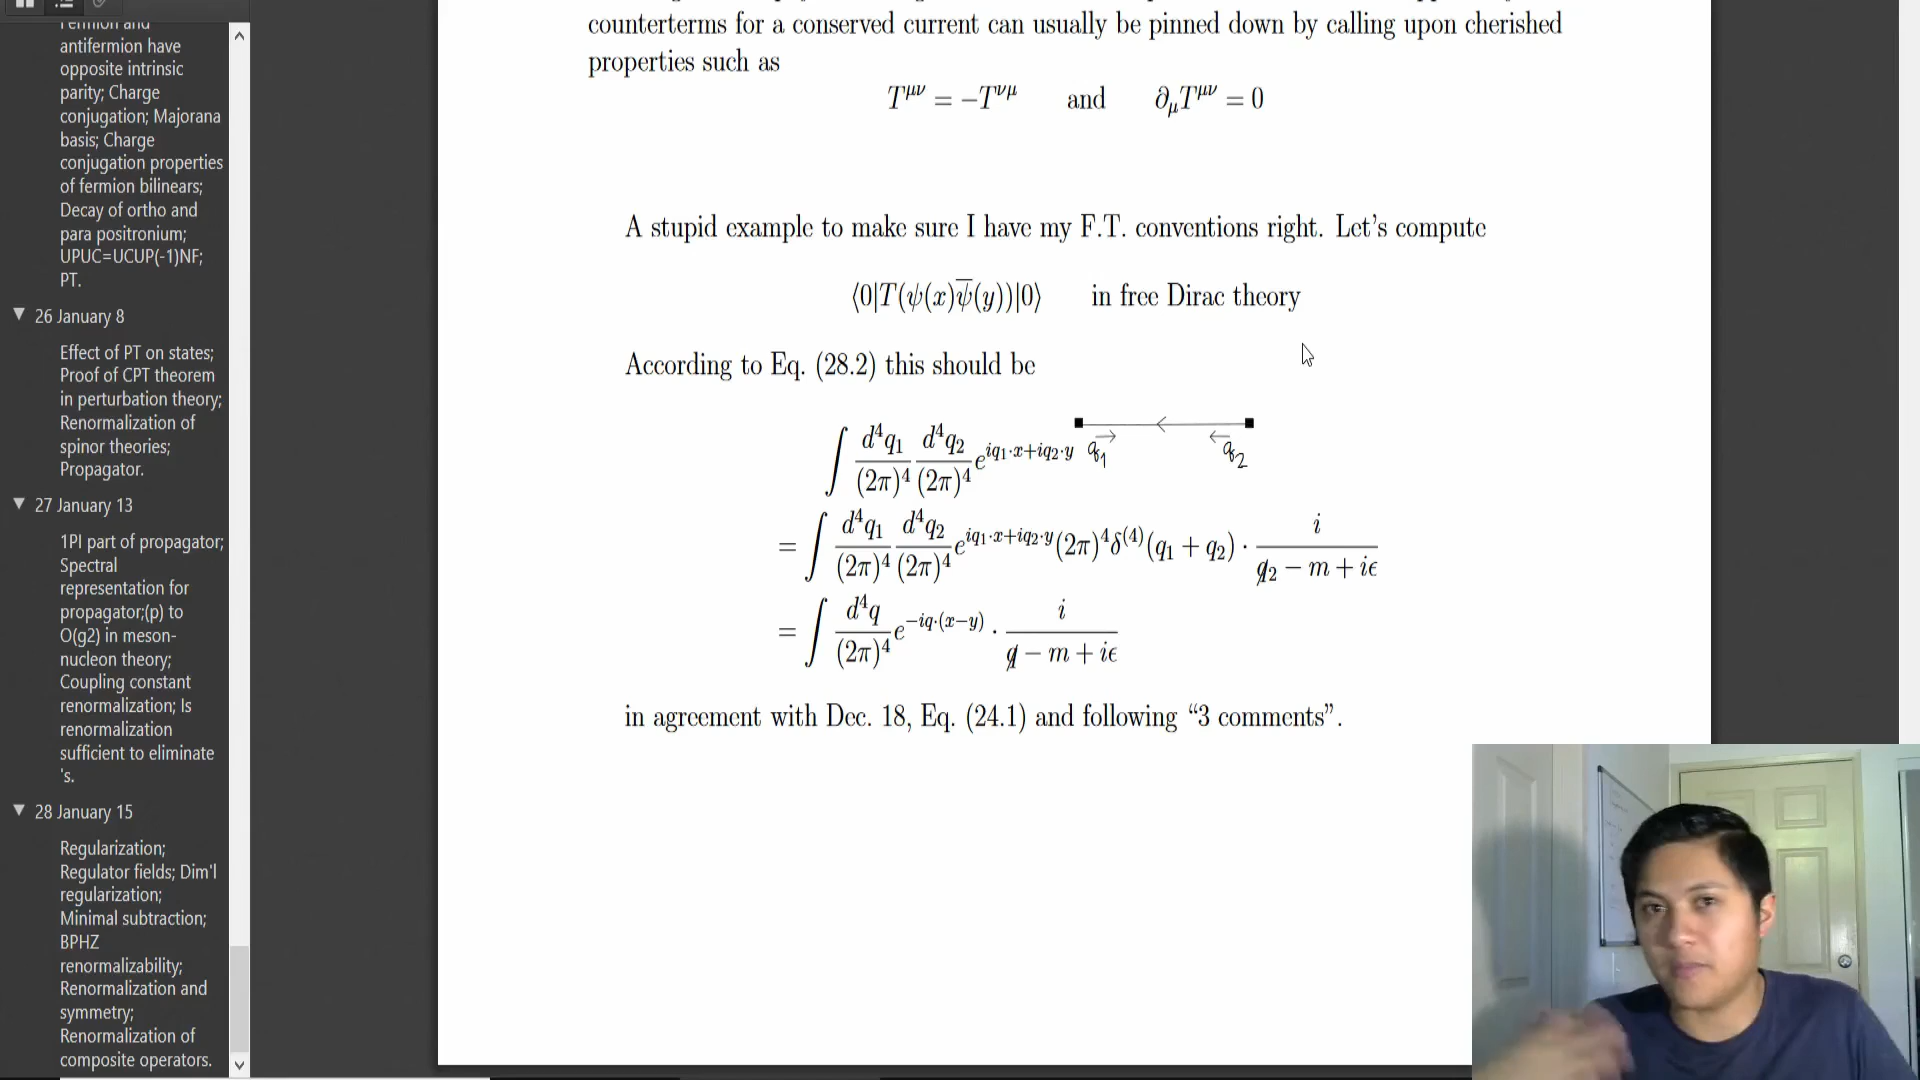 Fermion and
antifermion have
opposite intrinsic
parity; Charge
conjugation; Majorana
basis; Charge
conjugation properties
of fermion bilinears;
Decay of ortho and
para positronium;
UPUC=UCUP(-1)NF;
PT.
26 January 8
Effect of PT on states;
Proof of CPT theorem
in perturbation theory;
Renormalization of
spinor theories;
Propagator.
27 January 13
1PI part of propagator;
Spectral
representation for
propagator;(p) to
O(g2) in meson-
nucleon theory;
Coupling constant
renormalization; Is
renormalization
sufficient to eliminate
's.
28 January 15
Regularization;
Regulator fields; Dim'l
regularization;
Minimal subtraction;
BPHZ
renormalizability;
Renormalization and
symmetry;
Renormalization of
composite operators.
counterterms for a conserved current can usually be pinned down by calling upon cherished
properties such as
T^{μν} = −T^{νμ} and ∂_μT^{μν} = 0
A stupid example to make sure I have my F.T. conventions right. Let's compute
⟨0|T(ψ(x)ψ̅(y))|0⟩ in free Dirac theory
According to Eq. (28.2) this should be
∫ d⁴q₁/(2π)⁴ d⁴q₂/(2π)⁴ e^{iq₁·x+iq₂·y} q₁ → ← q₂
= ∫ d⁴q₁/(2π)⁴ d⁴q₂/(2π)⁴ e^{iq₁·x+iq₂·y}(2π)⁴δ^{(4)}(q₁ + q₂) · i/(q̸₂ − m + iϵ)
= ∫ d⁴q/(2π)⁴ e^{−iq·(x−y)} · i/(q̸ − m + iϵ)
in agreement with Dec. 18, Eq. (24.1) and following “3 comments”.